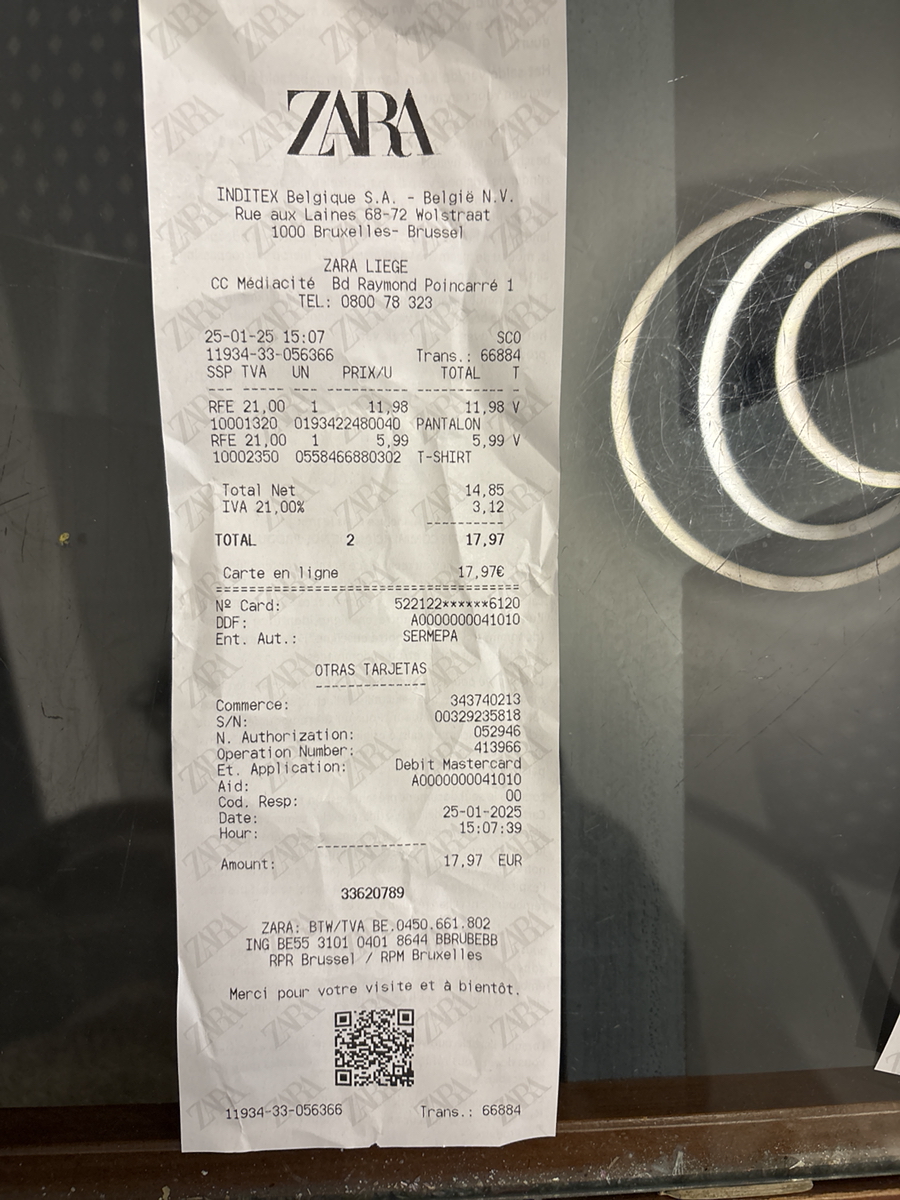 ZARA
INDITEX Belgique S.A. - België N.V.
Rue aux Laines 68-72 Wolstraat
1000 Bruxelles- Brussel
ZARA LIEGE
CC Médiacité Bd Raymond Poincarré 1
TEL: 0800 78 323
25-01-25 15:07 SCO
11934-33-056366 Trans.: 66884
SSP TVA UN PRIX/U TOTAL T
--- ----- --- ----------- ---------- -
RFE 21,00 1 11,98 11,98 V
10001320 0193422480040 PANTALON
RFE 21,00 1 5,99 5,99 V
10002350 0558466880302 T-SHIRT
Total Net 14,85
IVA 21,00% 3,12
----------
TOTAL 2 17,97
Carte en ligne 17,97€
========================================
Nº Card: 522122******6120
DDF: A0000000041010
Ent. Aut.: SERMEPA
OTRAS TARJETAS
--------------
Commerce: 343740213
S/N: 00329235818
N. Authorization: 052946
Operation Number: 413966
Et. Application: Debit Mastercard
Aid: A0000000041010
Cod. Resp: 00
Date: 25-01-2025
Hour: 15:07:39
--------------
Amount: 17,97 EUR
33620789
ZARA: BTW/TVA BE.0450.661.802
ING BE55 3101 0401 8644 BBRUBEBB
RPR Brussel / RPM Bruxelles
Merci pour votre visite et à bientôt.
11934-33-056366 Trans.: 66884